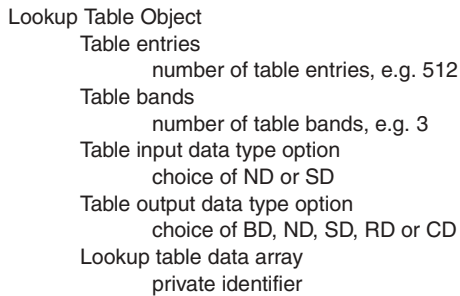 Lookup Table Object
Table entries
number of table entries, e.g. 512
Table bands
number of table bands, e.g. 3
Table input data type option
choice of ND or SD
Table output data type option
choice of BD, ND, SD, RD or CD
Lookup table data array
private identifier